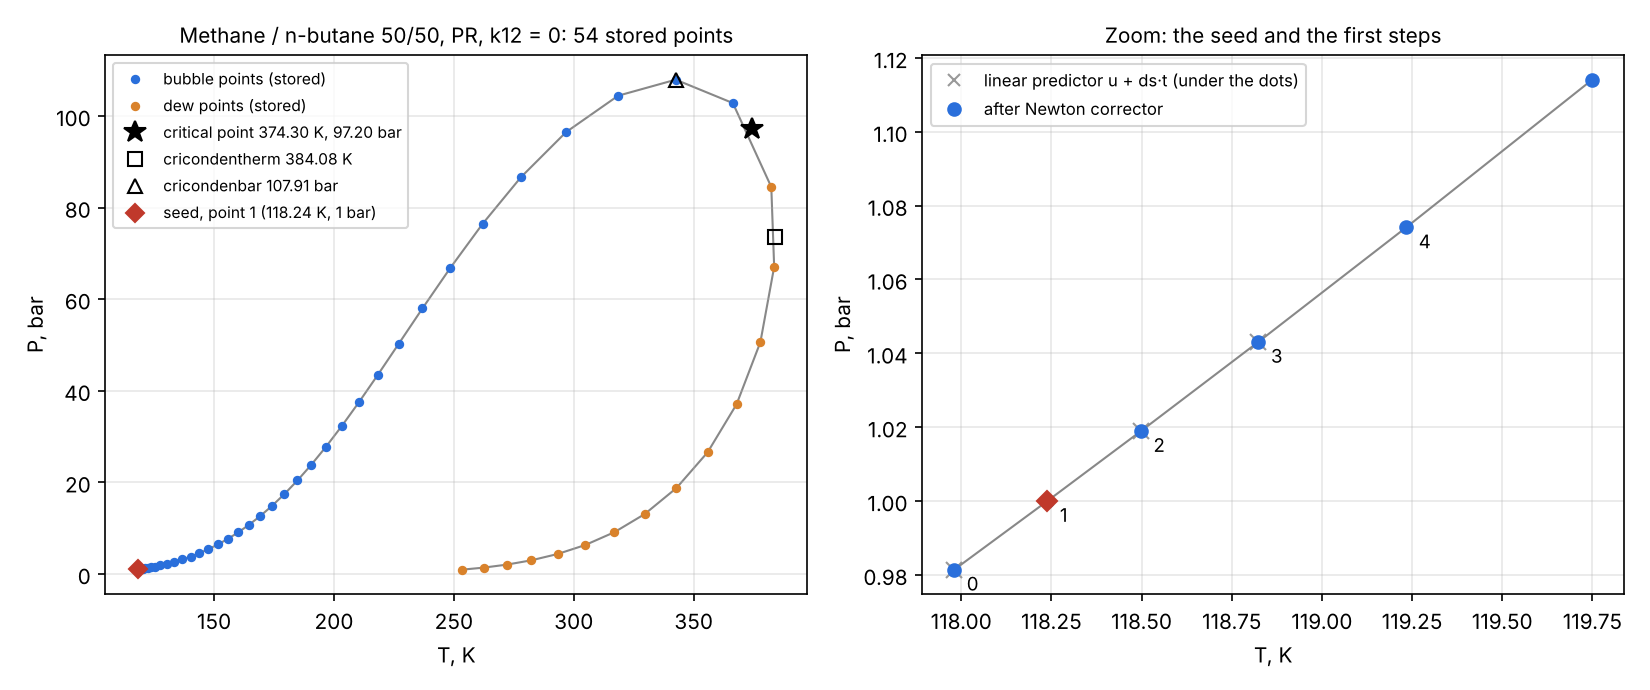 Methane / n-butane 50/50, PR, k12 = 0: 54 stored points
bubble points (stored)
dew points (stored)
critical point 374.30 K, 97.20 bar
cricondentherm 384.08 K
cricondenbar 107.91 bar
seed, point 1 (118.24 K, 1 bar)
P, bar
100
80
60
40
20
0
150
200
250
300
350
T, K
Zoom: the seed and the first steps
linear predictor u + ds·t (under the dots)
after Newton corrector
P, bar
1.12
1.10
1.08
1.06
1.04
1.02
1.00
0.98
4
3
2
1
0
118.00
118.25
118.50
118.75
119.00
119.25
119.50
119.75
T, K